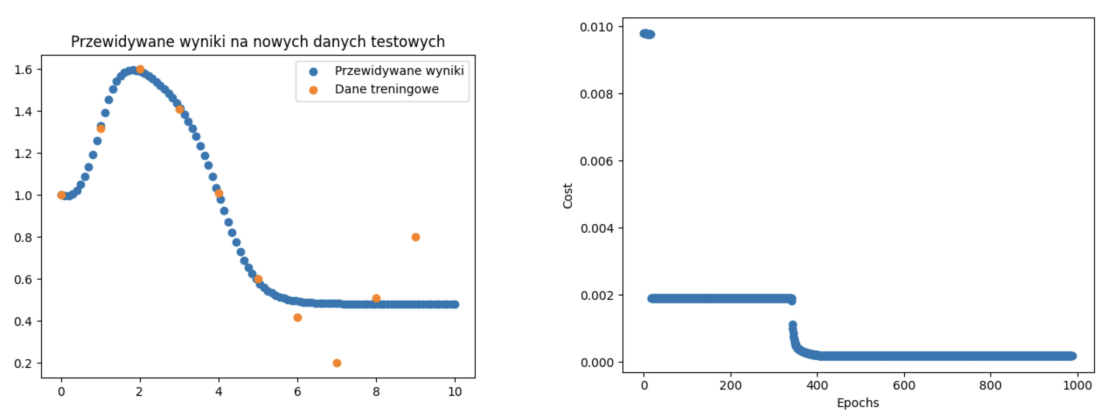 Przewidywane wyniki na nowych danych testowych
Przewidywane wyniki
Dane treningowe
1.6
1.4
1.2
1.0
0.8
0.6
0.4
0.2
0 2 4 6 8 10
0.010
0.008
0.006
0.004
0.002
0.000
Cost
0 200 400 600 800 1000
Epochs